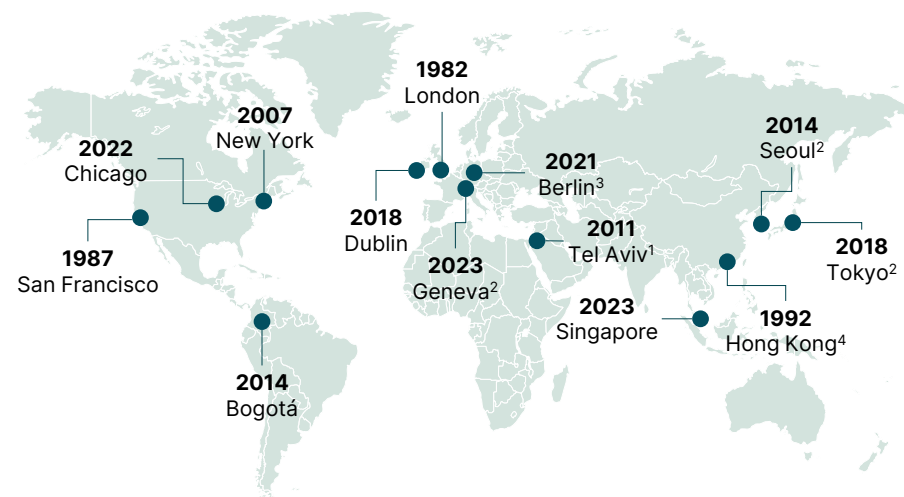 1982
London
2007
New York
2022
Chicago
2014
Seoul²
2021
Berlin³
2018
Dublin
2011
Tel Aviv¹
2018
Tokyo²
1987
San Francisco
2023
Geneva²
2023
Singapore
1992
Hong Kong⁴
2014
Bogotá